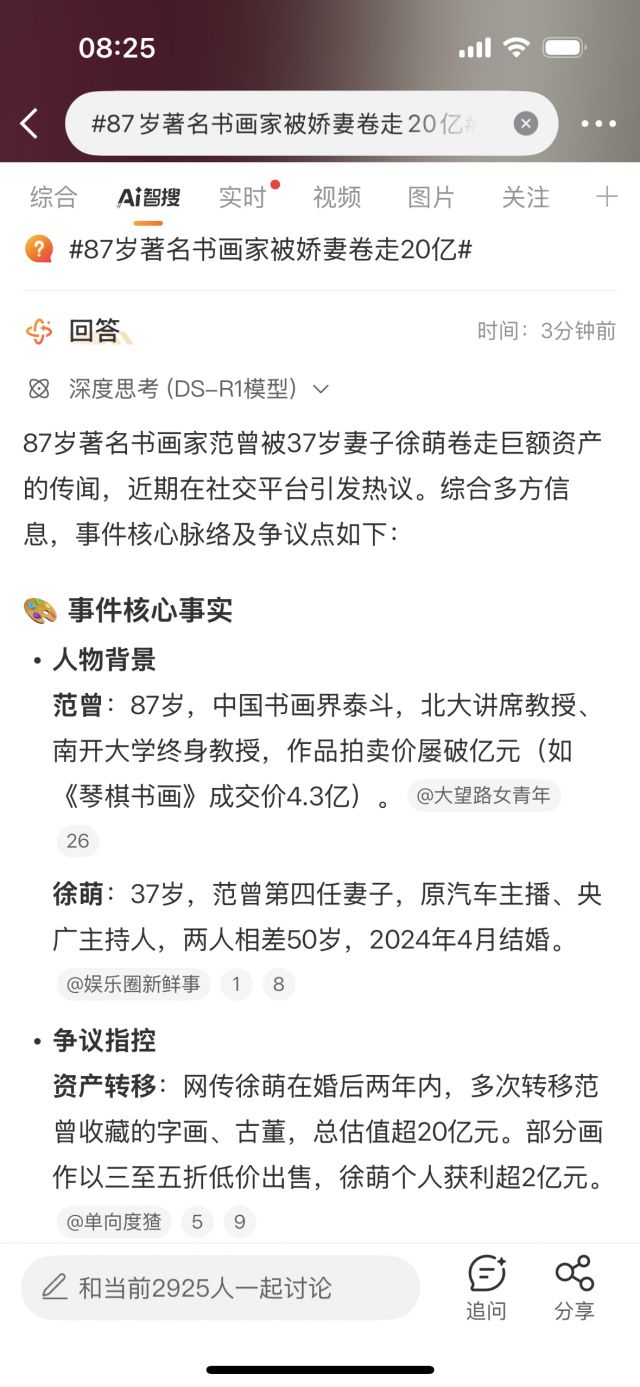 08:25
#87岁著名书画家被娇妻卷走20亿#
综合 Ai智搜 实时 视频 图片 关注
#87岁著名书画家被娇妻卷走20亿#
回答 时间：3分钟前
深度思考 (DS-R1模型)
87岁著名书画家范曾被37岁妻子徐萌卷走巨额资产
的传闻，近期在社交平台引发热议。综合多方信
息，事件核心脉络及争议点如下：
🎨 事件核心事实
• 人物背景
范曾：87岁，中国书画界泰斗，北大讲席教授、
南开大学终身教授，作品拍卖价屡破亿元（如
《琴棋书画》成交价4.3亿）。 @大望路女青年
26
徐萌：37岁，范曾第四任妻子，原汽车主播、央
广主持人，两人相差50岁，2024年4月结婚。
@娱乐圈新鲜事 1 8
• 争议指控
资产转移：网传徐萌在婚后两年内，多次转移范
曾收藏的字画、古董，总估值超20亿元。部分画
作以三至五折低价出售，徐萌个人获利超2亿元。
@单向度猹 5 9
和当前2925人一起讨论
追问 分享